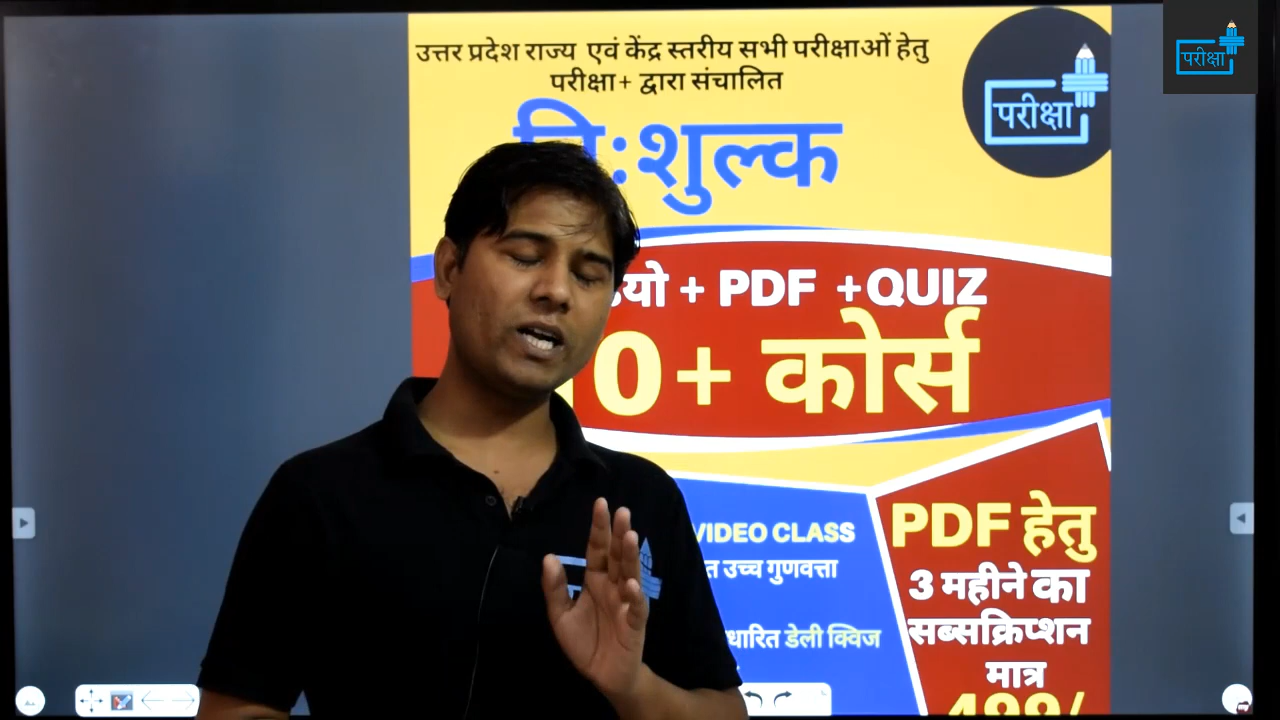 उत्तर प्रदेश राज्य एवं केंद्र स्तरीय सभी परीक्षाओं हेतु
परीक्षा+ द्वारा संचालित
नि:शुल्क
परीक्षा
परीक्षा
+ PDF +QUIZ
0+ कोर्स
VIDEO CLASS
उच्च गुणवत्ता
डेली क्विज
PDF हेतु
3 महीने का
सब्सक्रिप्शन
मात्र